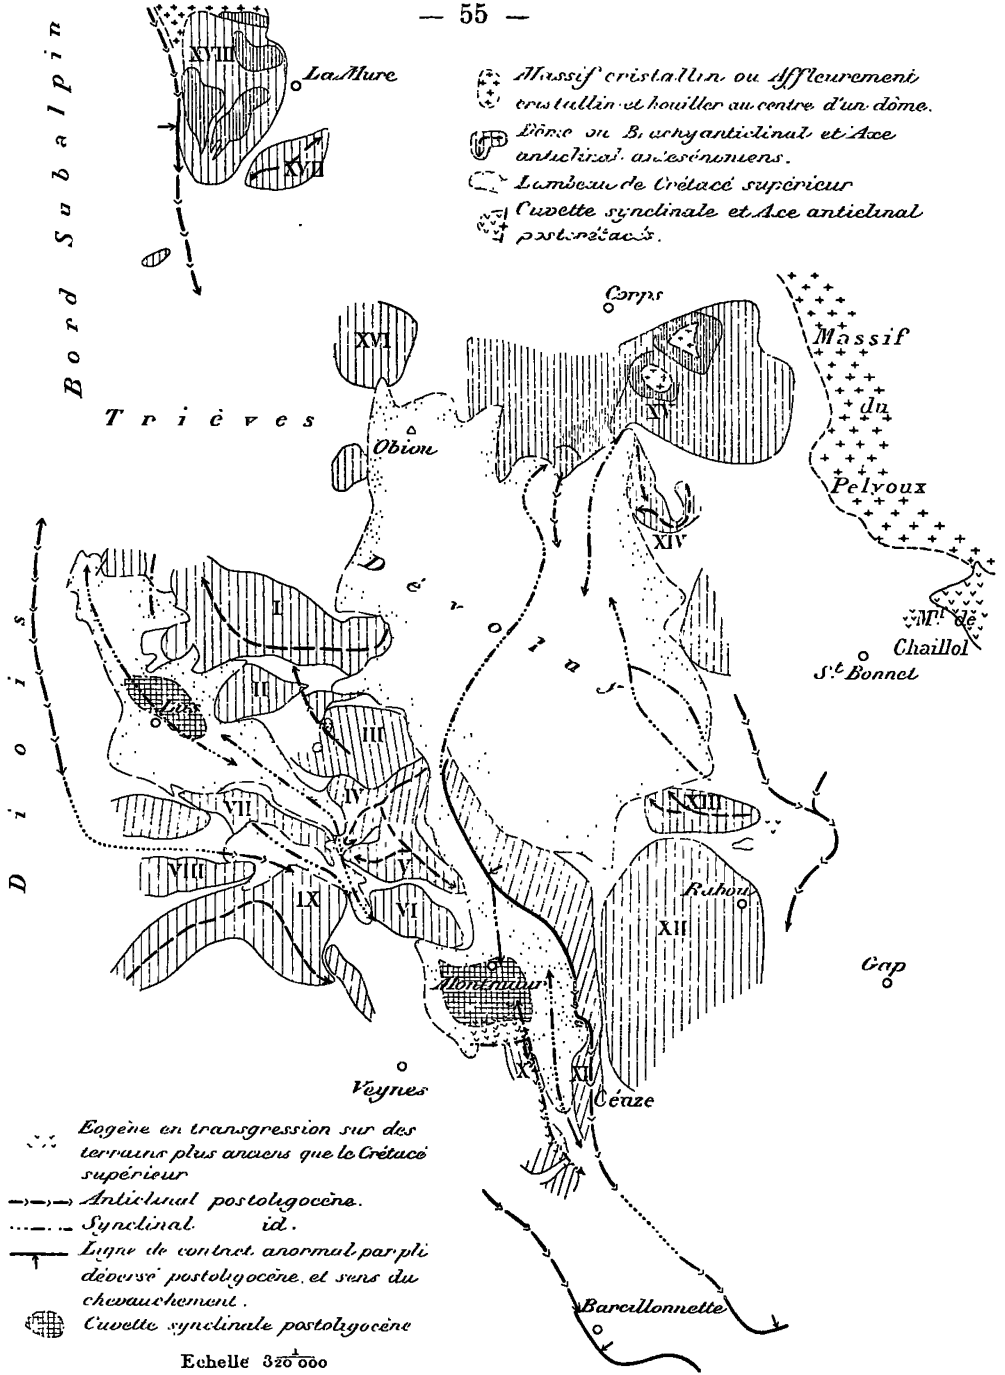 — 55 —
Bord Subalpin
XVIII
La Mure
XVII
Massif cristallin ou Affleurement
cristallin et houiller au centre d'un dôme.
Dôme ou Brachyanticlinal et Axe
anticlinal antésénoniens.
Lambeau de Crétacé supérieur
Cuvette synclinale et Axe anticlinal
postcrétacés.
Corps
XVI
Massif
du
Pelvoux
XV
Trièves
Obiou
XIV
Dévoluy
Mt de
Chaillol
St Bonnet
Diois
I
II
Lus
III
IV
XIII
VII
V
VIII
IX
VI
Rabou
XII
Gap
Montmaur
X
XI
Veynes
Céüze
Eogène en transgression sur des
terrains plus anciens que le Crétacé
supérieur
Anticlinal postoligocène.
Synclinal id.
Ligne de contact anormal par pli
déversé postoligocène, et sens du
chevauchement.
Cuvette synclinale postoligocène
Barcillonnette
Echelle 1/320 000